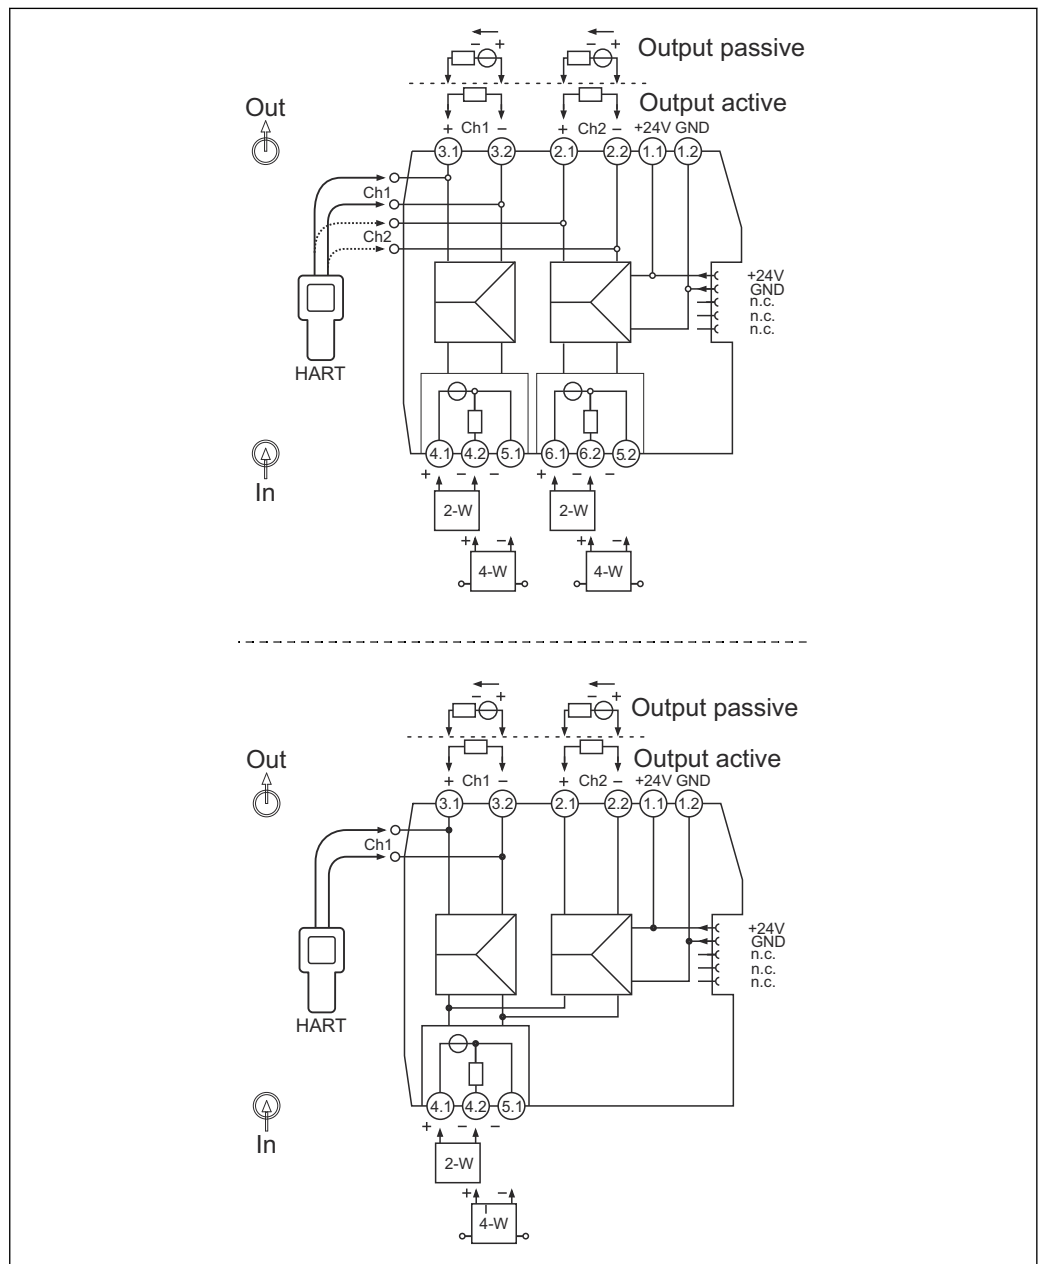 − +
− +
Output passive
Output active
Out
+ Ch1 −
+ Ch2 −
+24V GND
3.1
3.2
2.1
2.2
1.1
1.2
Ch1
Ch2
+24V
GND
n.c.
n.c.
n.c.
HART
4.1
4.2
5.1
6.1
6.2
5.2
In
+ − −
+ − −
2-W
2-W
+ −
+ −
4-W
4-W
− +
− +
Output passive
Output active
Out
+ Ch1 −
+ Ch2 −
+24V GND
3.1
3.2
2.1
2.2
1.1
1.2
Ch1
+24V
GND
n.c.
n.c.
n.c.
HART
4.1
4.2
5.1
In
+ − −
2-W
+ −
4-W